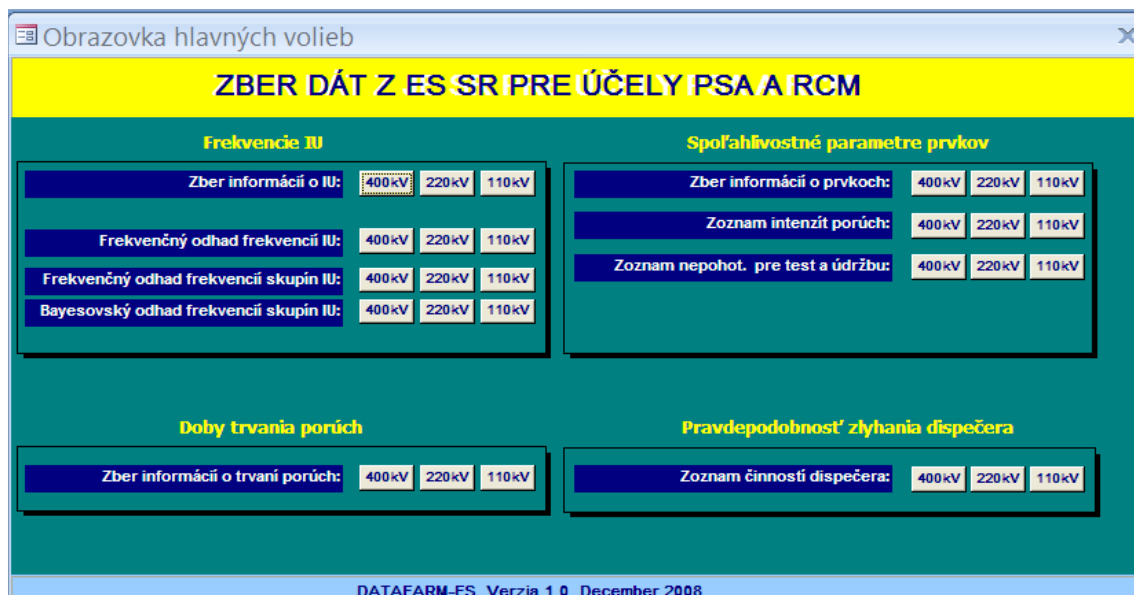 Obrazovka hlavných volieb
ZBER DÁT Z ES SR PRE ÚČELY PSA A RCM
Frekvencie IU
Zber informácií o IU: 400kV 220kV 110kV
Frekvenčný odhad frekvencií IU: 400kV 220kV 110kV
Frekvenčný odhad frekvencií skupín IU: 400kV 220kV 110kV
Bayesovský odhad frekvencií skupín IU: 400kV 220kV 110kV
Spoľahlivostné parametre prvkov
Zber informácií o prvkoch: 400kV 220kV 110kV
Zoznam intenzít porúch: 400kV 220kV 110kV
Zoznam nepohot. pre test a údržbu: 400kV 220kV 110kV
Doby trvania porúch
Zber informácií o trvaní porúch: 400kV 220kV 110kV
Pravdepodobnosť zlyhania dispečera
Zoznam činností dispečera: 400kV 220kV 110kV
DATAFARM-ES Verzia 1.0 December 2008